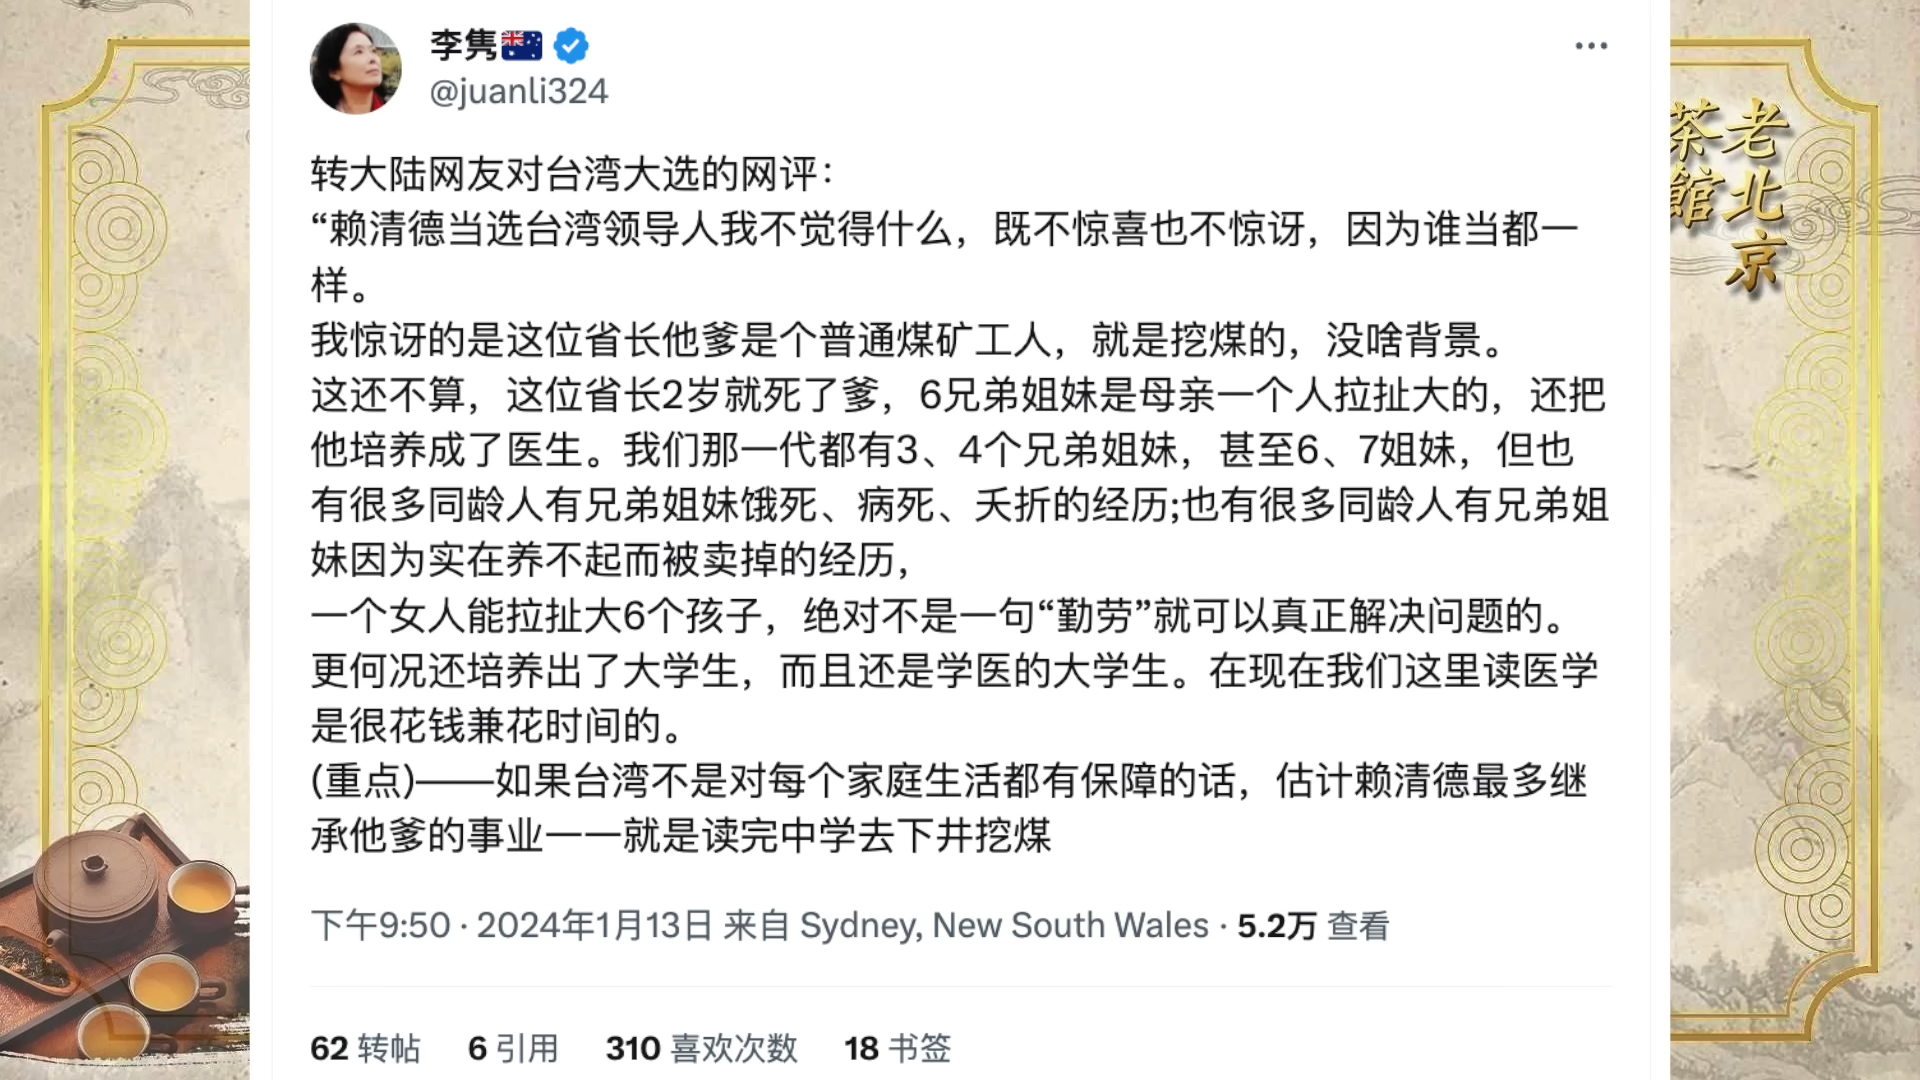 李隽
@juanli324
转大陆网友对台湾大选的网评：
“赖清德当选台湾领导人我不觉得什么，既不惊喜也不惊讶，因为谁当都一
样。
我惊讶的是这位省长他爹是个普通煤矿工人，就是挖煤的，没啥背景。
这还不算，这位省长2岁就死了爹，6兄弟姐妹是母亲一个人拉扯大的，还把
他培养成了医生。我们那一代都有3、4个兄弟姐妹，甚至6、7姐妹，但也
有很多同龄人有兄弟姐妹饿死、病死、夭折的经历;也有很多同龄人有兄弟姐
妹因为实在养不起而被卖掉的经历，
一个女人能拉扯大6个孩子，绝对不是一句“勤劳”就可以真正解决问题的。
更何况还培养出了大学生，而且还是学医的大学生。在现在我们这里读医学
是很花钱兼花时间的。
(重点)——如果台湾不是对每个家庭生活都有保障的话，估计赖清德最多继
承他爹的事业一一就是读完中学去下井挖煤
下午9:50 · 2024年1月13日 来自 Sydney, New South Wales · 5.2万 查看
62 转帖 6 引用 310 喜欢次数 18 书签
老北京
茶館